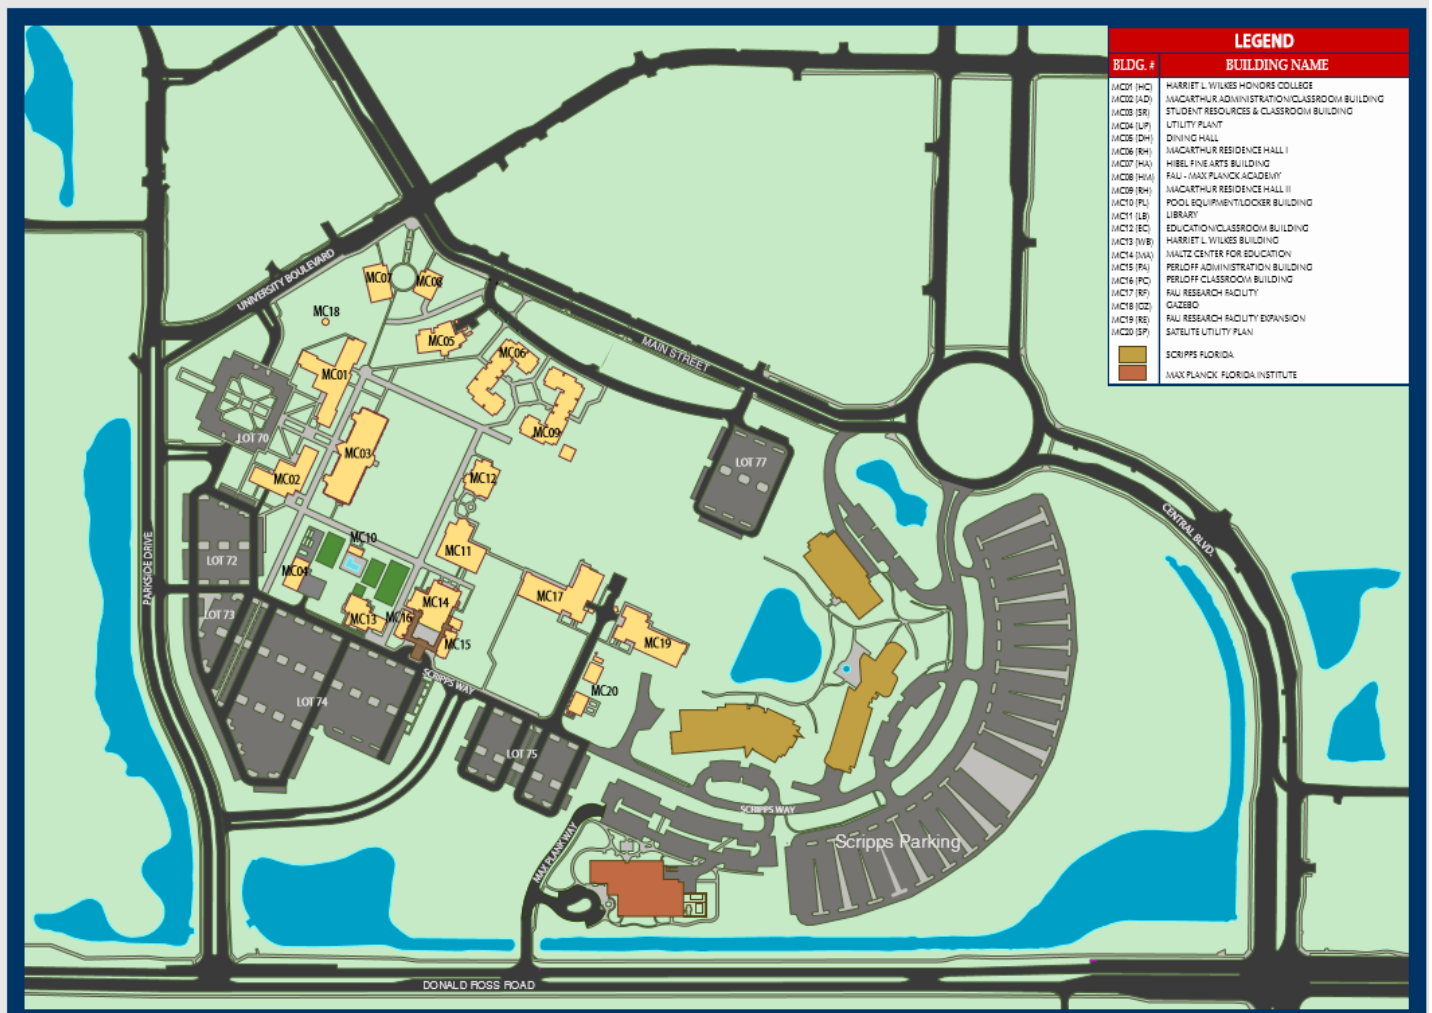 LEGEND
BLDG. # BUILDING NAME
MC01 (HC) HARRIET L. WILKES HONORS COLLEGE
MC02 (AD) MACARTHUR ADMINISTRATION/CLASSROOM BUILDING
MC03 (SR) STUDENT RESOURCES & CLASSROOM BUILDING
MC04 (UP) UTILITY PLANT
MC05 (DH) DINING HALL
MC06 (RH) MACARTHUR RESIDENCE HALL I
MC07 (HA) HIBEL FINE ARTS BUILDING
MC08 (HM) FAU - MAX PLANCK ACADEMY
MC09 (RH) MACARTHUR RESIDENCE HALL II
MC10 (PL) POOL EQUIPMENT/LOCKER BUILDING
MC11 (LB) LIBRARY
MC12 (EC) EDUCATION/CLASSROOM BUILDING
MC13 (WB) HARRIET L. WILKES BUILDING
MC14 (MA) MALTZ CENTER FOR EDUCATION
MC15 (PA) PERLOFF ADMINISTRATION BUILDING
MC16 (PC) PERLOFF CLASSROOM BUILDING
MC17 (RF) FAU RESEARCH FACILITY
MC18 (GZ) GAZEBO
MC19 (RE) FAU RESEARCH FACILITY EXPANSION
MC20 (SP) SATELITE UTILITY PLAN
SCRIPPS FLORIDA
MAX PLANCK FLORIDA INSTITUTE
UNIVERSITY BOULEVARD
MC07
MC08
MC18
MC05
MC06
MAIN STREET
MC01
MC09
LOT 70
MC03
MC02
MC12
LOT 77
CENTRAL BLVD.
PARKSIDE DRIVE
MC10
MC11
LOT 72
MC04
MC17
MC14
LOT 73
MC13
MC16
MC15
MC19
SCRIPPS WAY
MC20
LOT 74
LOT 75
SCRIPPS WAY
Scripps Parking
MAX PLANK WAY
DONALD ROSS ROAD